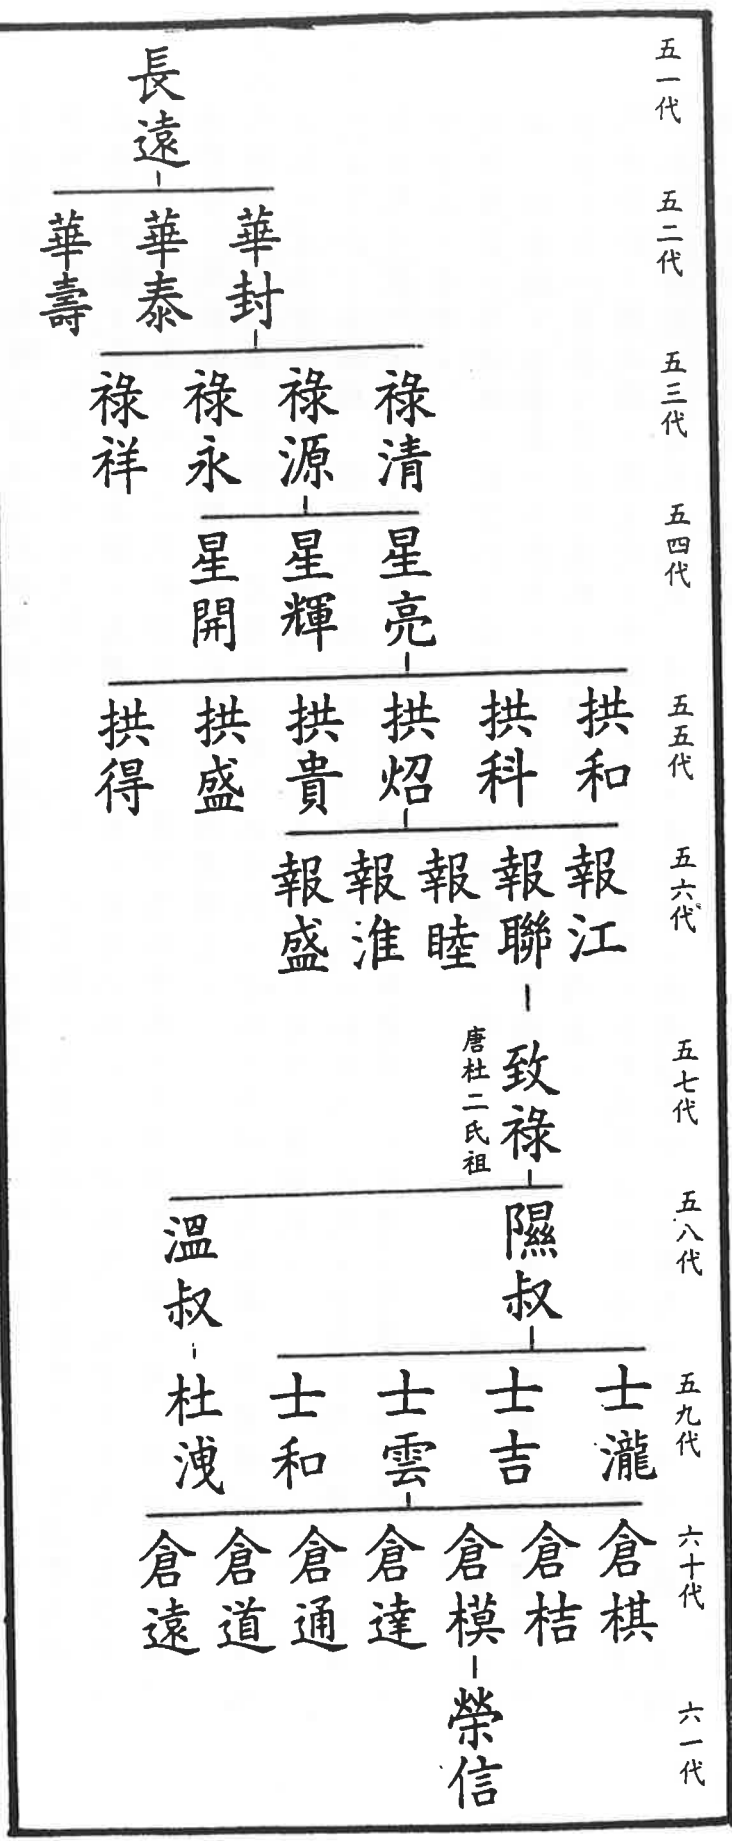 五一代
長遠
五二代
華封
華泰
華壽
五三代
祿清
祿源
祿永
祿祥
五四代
星亮
星輝
星開
五五代
拱和
拱科
拱炤
拱貴
拱盛
拱得
五六代
報江
報聯
報睦
報淮
報盛
五七代
致祿
唐杜二氏祖
五八代
隰叔
溫叔
五九代
士瀧
士吉
士雲
士和
杜洩
六十代
倉棋
倉桔
倉模
倉達
倉通
倉道
倉遠
六一代
榮信